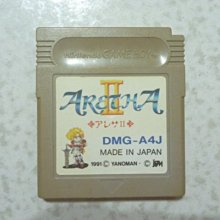 Nintendo GAME BOY
ARETHA II
アレサII
DMG-A4J
MADE IN JAPAN
1991 © YANOMAN